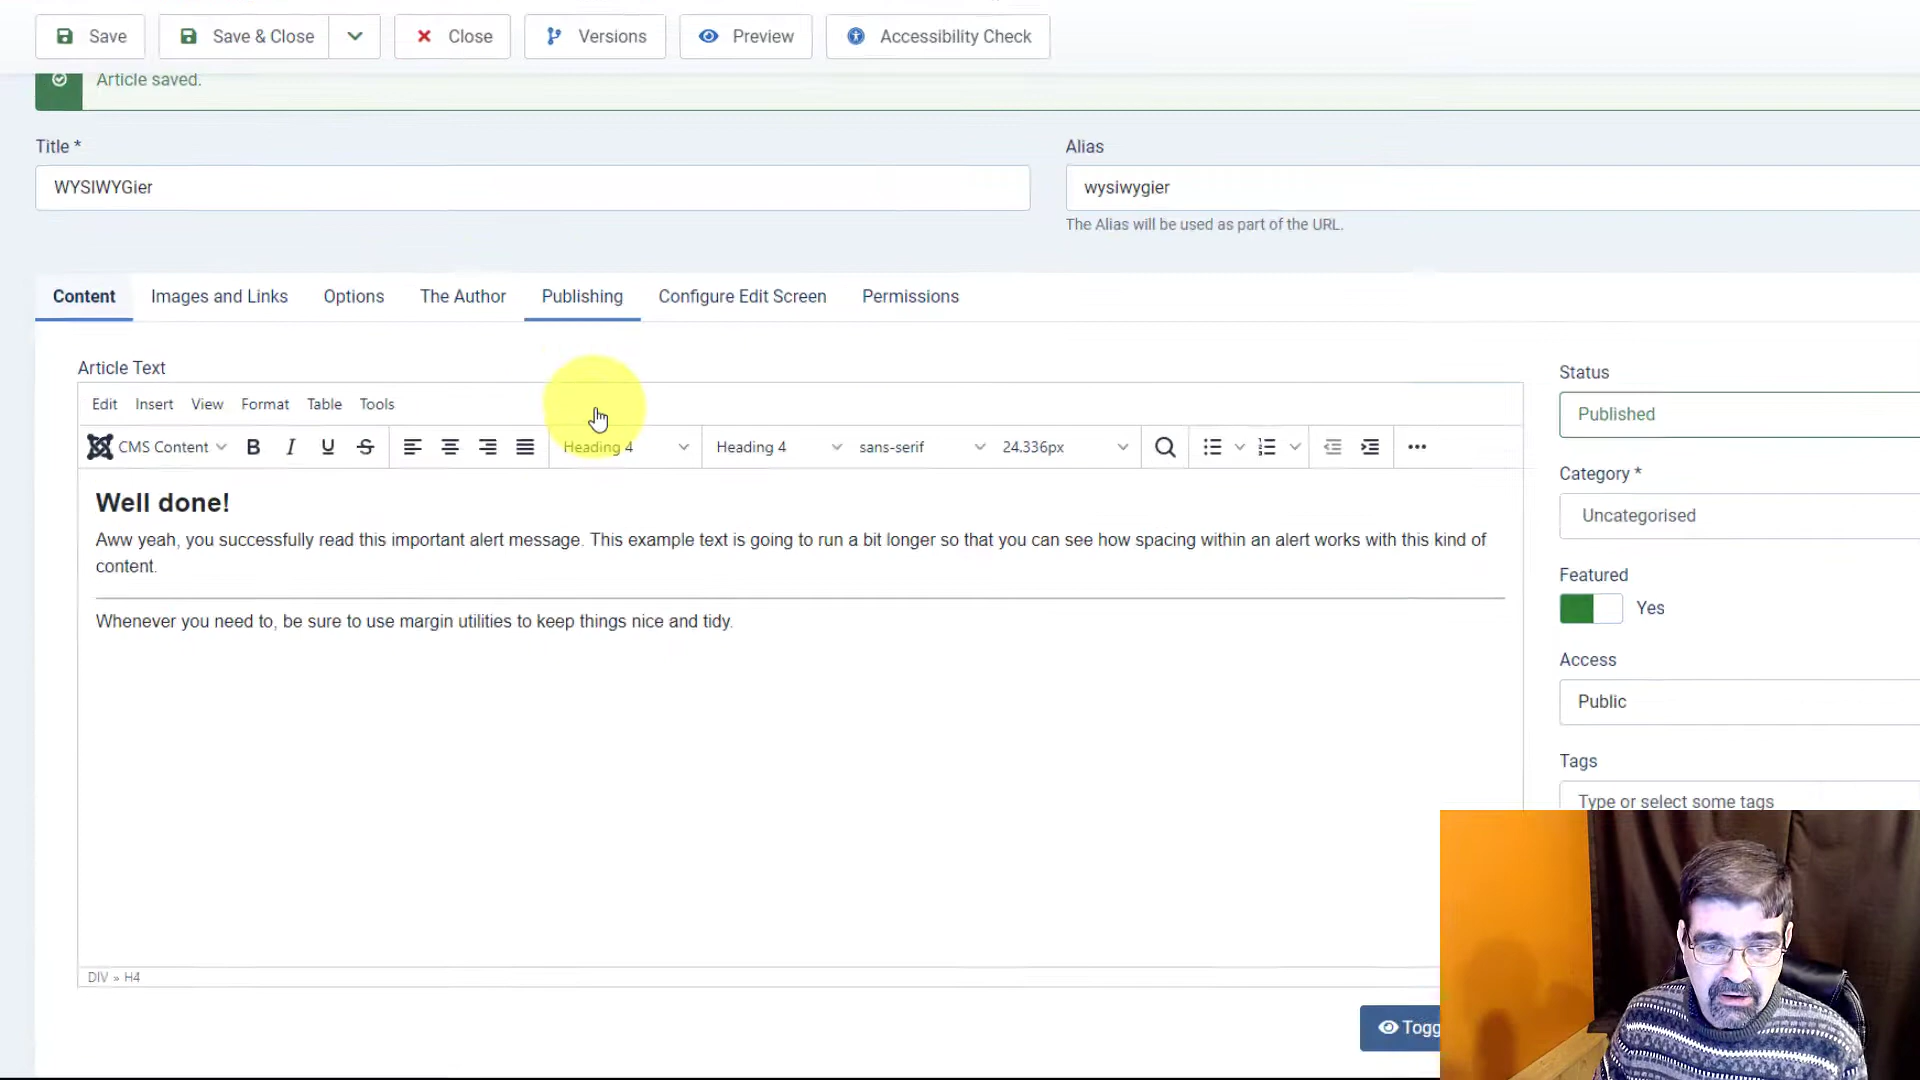 Save
Save & Close
Close
Versions
Preview
Accessibility Check
Article saved.
Title *
Alias
WYSIWYGier
wysiwygier
The Alias will be used as part of the URL.
Content
Images and Links
Options
The Author
Publishing
Configure Edit Screen
Permissions
Article Text
Status
Edit
Insert
View
Format
Table
Tools
Published
CMS Content
B
I
U
S
Heading 4
Heading 4
sans-serif
24.336px
Category *
Well done!
Uncategorised
Aww yeah, you successfully read this important alert message. This example text is going to run a bit longer so that you can see how spacing within an alert works with this kind of
content.
Featured
Yes
Whenever you need to, be sure to use margin utilities to keep things nice and tidy.
Access
Public
Tags
Type or select some tags
DIV » H4
Togg